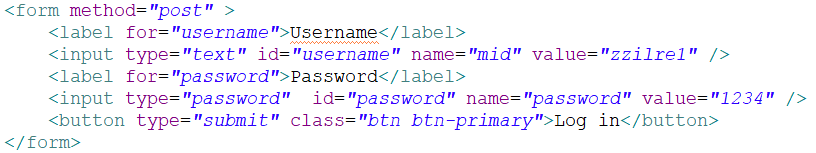 <form method="post" >
<label for="username">Username</label>
<input type="text" id="username" name="mid" value="zzilre1" />
<label for="password">Password</label>
<input type="password"  id="password" name="password" value="1234" />
<button type="submit" class="btn btn-primary">Log in</button>
</form>